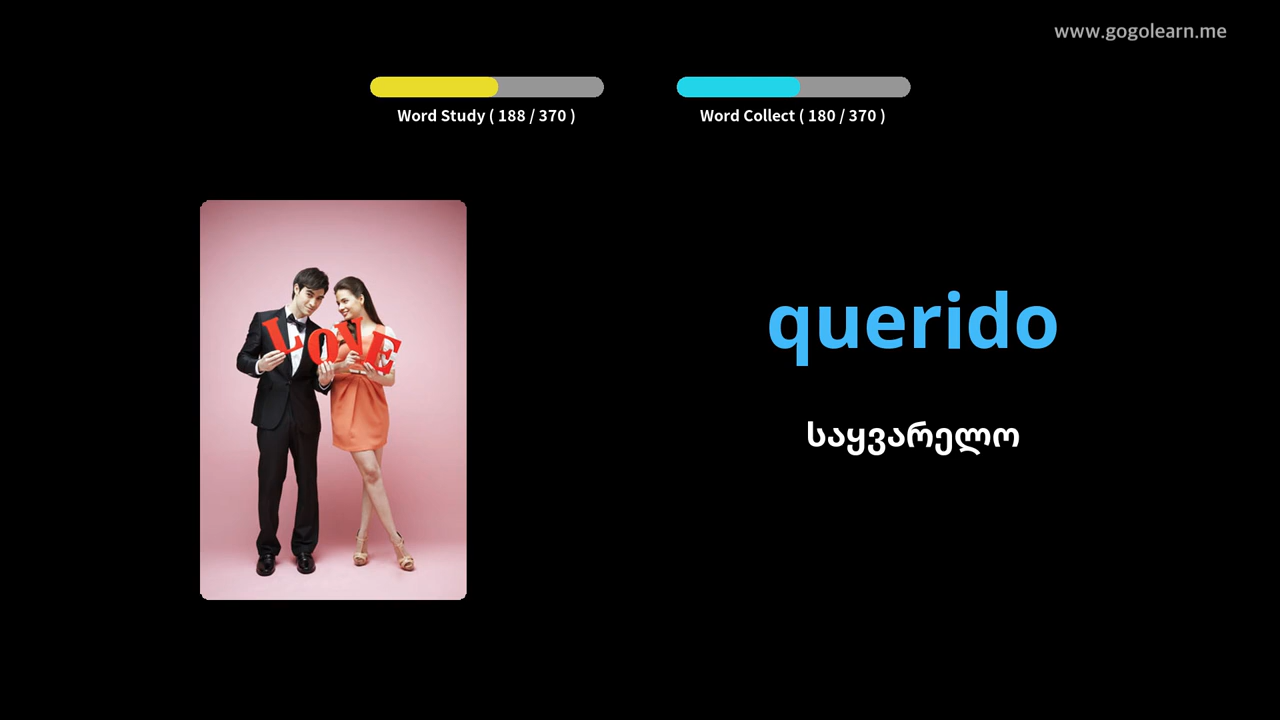 www.gogolearn.me
Word Study ( 188 / 370 )
Word Collect ( 180 / 370 )
LOVE
querido
საყვარელო